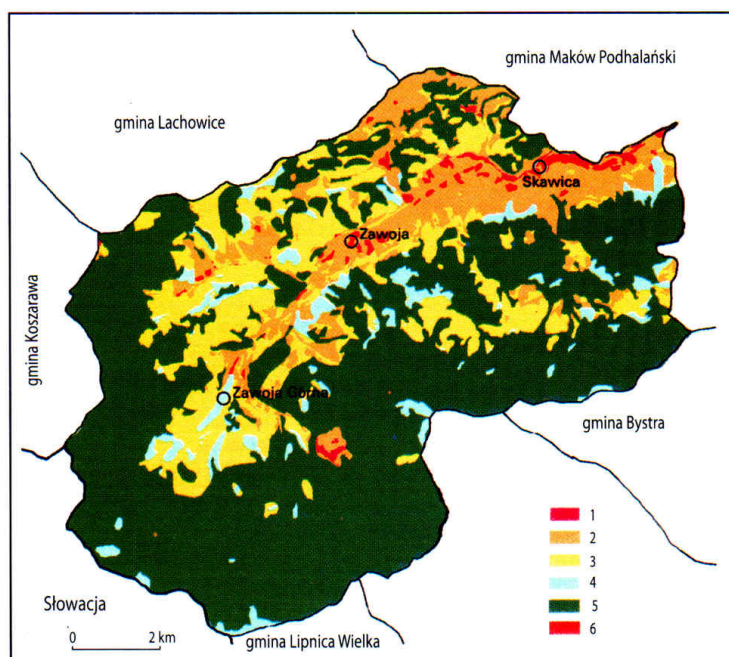 gmina Maków Podhalański
gmina Lachowice
Skawica
Zawoja
gmina Koszarawa
Zawoja Górna
gmina Bystra
1
2
3
4
5
6
Słowacja
0 2 km
gmina Lipnica Wielka